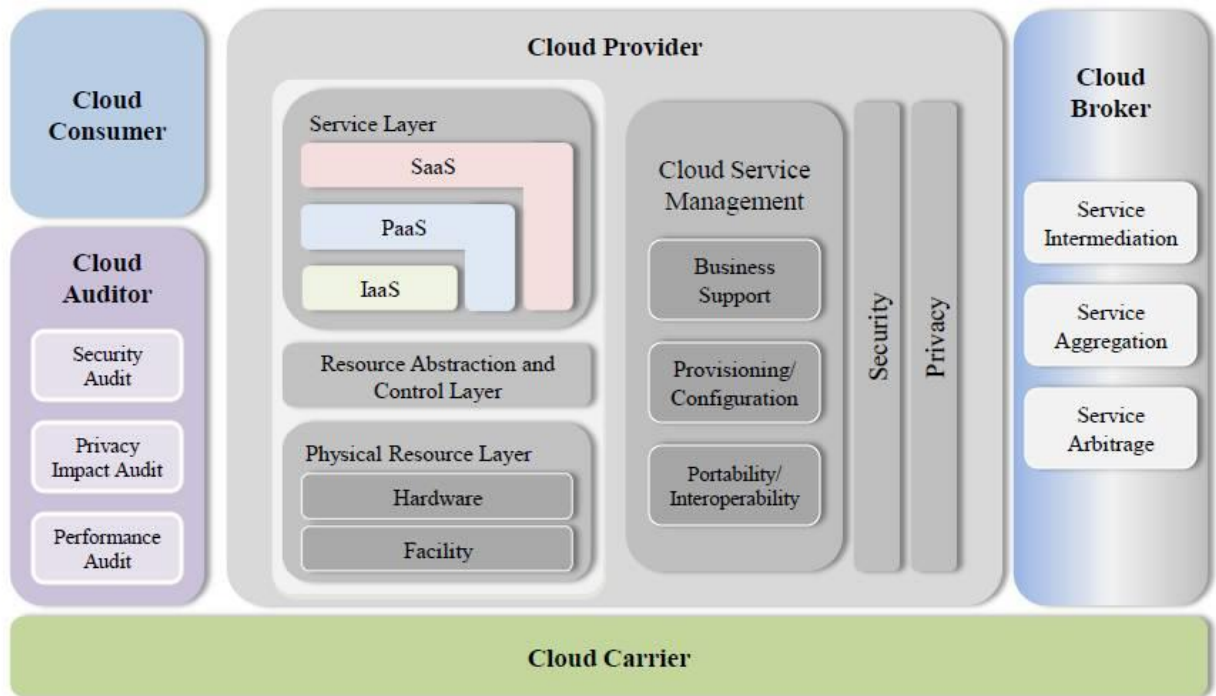 Cloud
Consumer
Cloud
Auditor
Security
Audit
Privacy
Impact Audit
Performance
Audit
Cloud Provider
Service Layer
SaaS
PaaS
IaaS
Resource Abstraction and
Control Layer
Physical Resource Layer
Hardware
Facility
Cloud Service
Management
Business
Support
Provisioning/
Configuration
Portability/
Interoperability
Security
Privacy
Cloud
Broker
Service
Intermediation
Service
Aggregation
Service
Arbitrage
Cloud Carrier